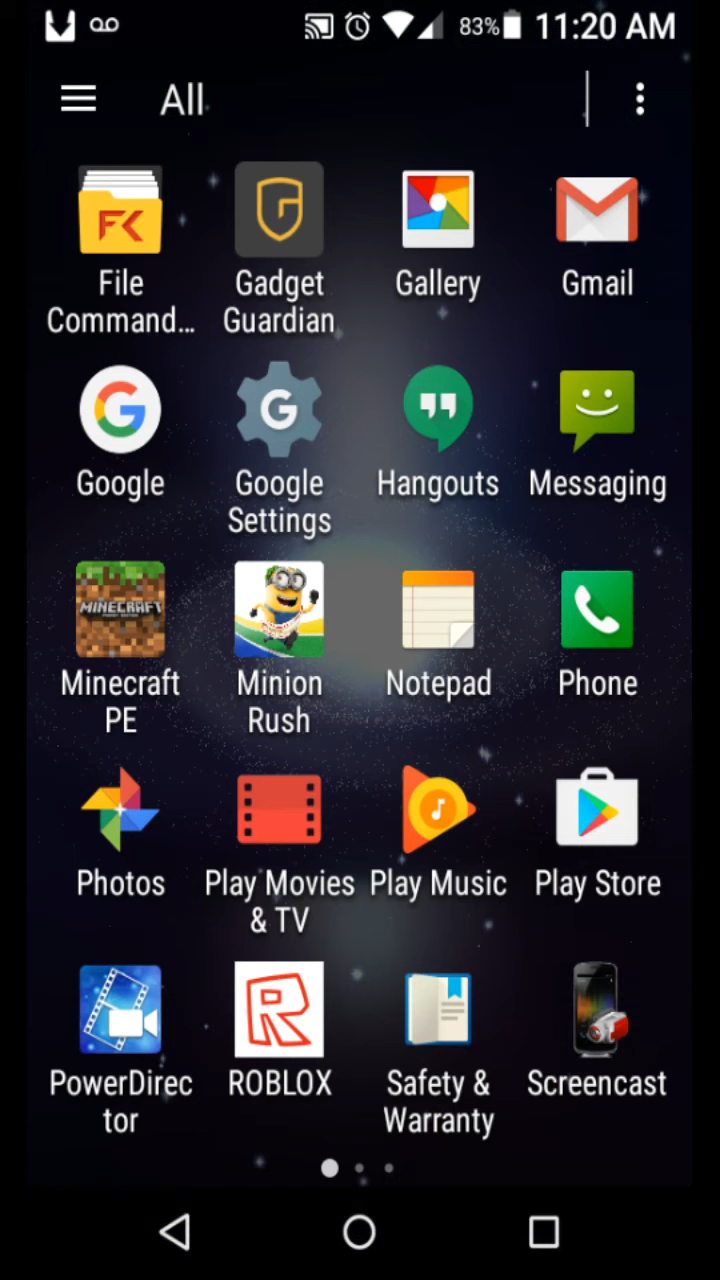 83% 11:20 AM
All
File Command...
Gadget Guardian
Gallery
Gmail
Google
Google Settings
Hangouts
Messaging
MINECRAFT
Minecraft PE
Minion Rush
Notepad
Phone
Photos
Play Movies & TV
Play Music
Play Store
PowerDirec
tor
ROBLOX
Safety & Warranty
Screencast